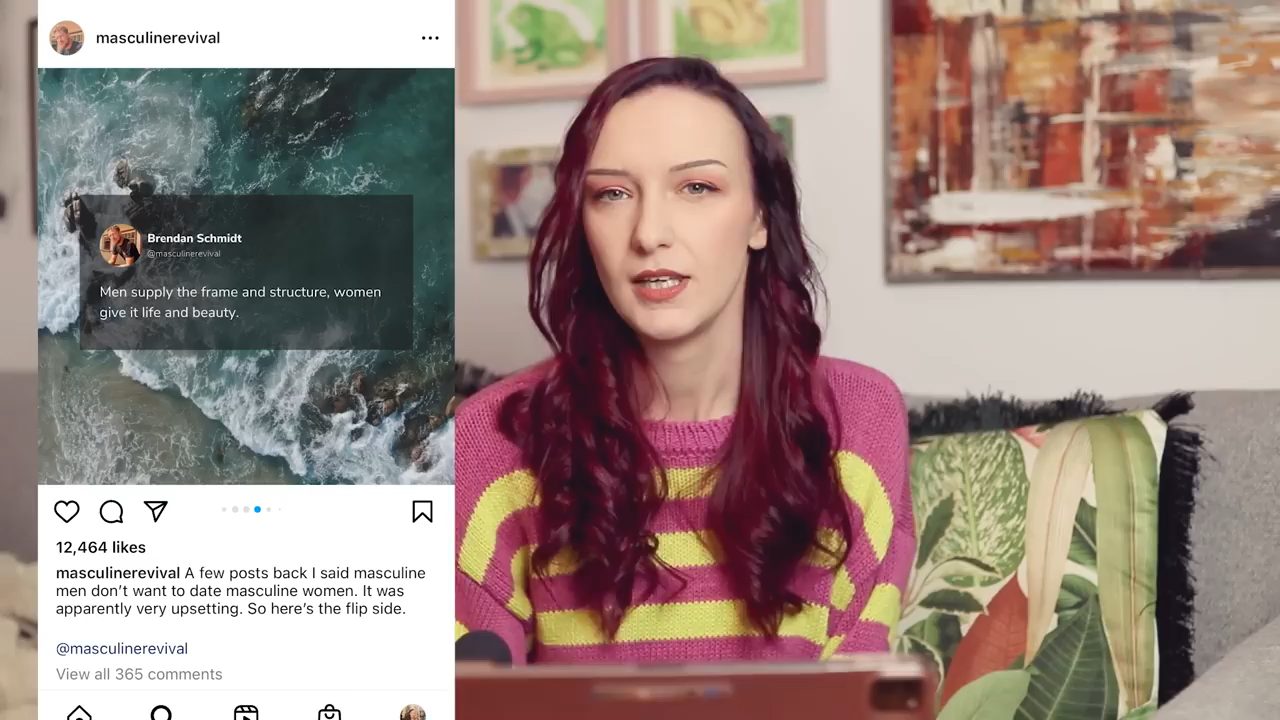 masculinerevival
Brendan Schmidt
@masculinerevival
Men supply the frame and structure, women
give it life and beauty.
12,464 likes
masculinerevival A few posts back I said masculine
men don’t want to date masculine women. It was
apparently very upsetting. So here’s the flip side.
@masculinerevival
View all 365 comments